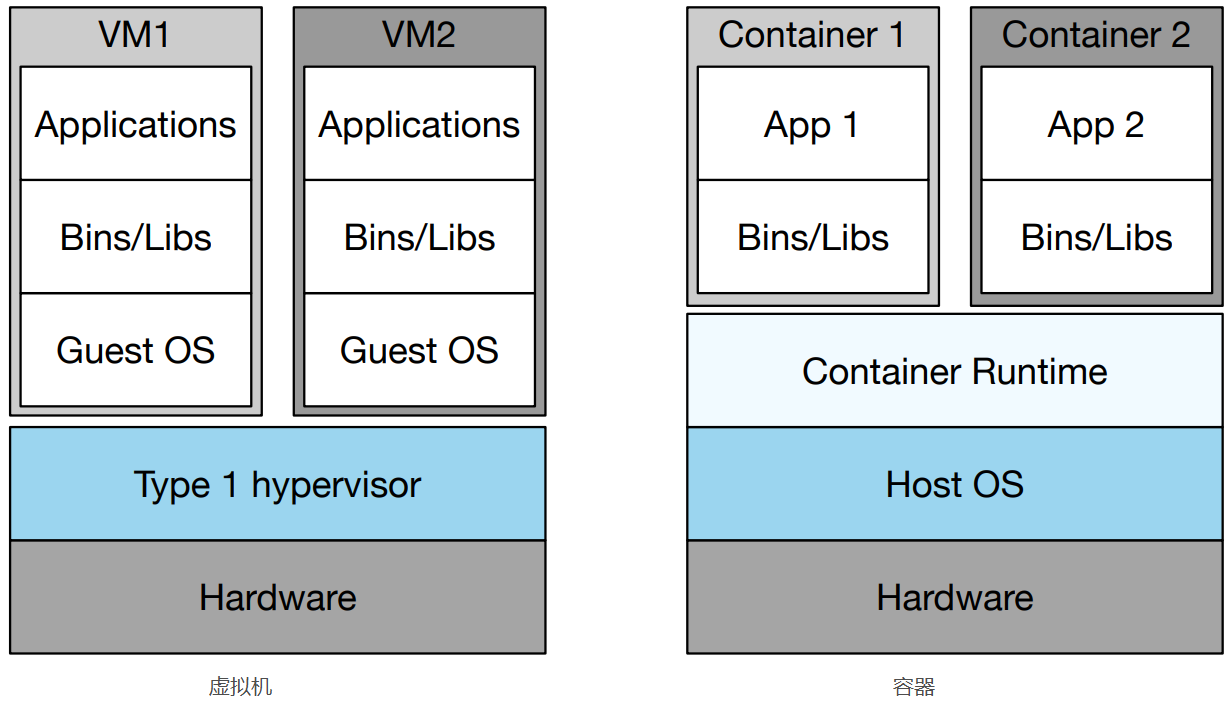 VM1
Applications
Bins/Libs
Guest OS
VM2
Applications
Bins/Libs
Guest OS
Type 1 hypervisor
Hardware
虚拟机
Container 1
App 1
Bins/Libs
Container 2
App 2
Bins/Libs
Container Runtime
Host OS
Hardware
容器